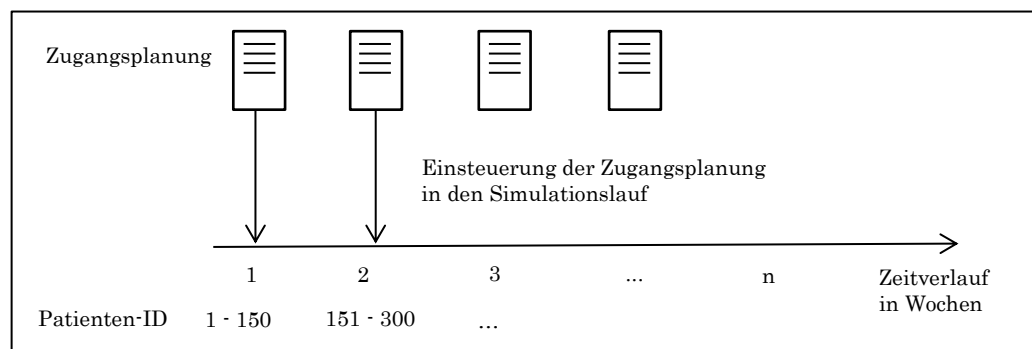 Zugangsplanung
Einsteuerung der Zugangsplanung
in den Simulationslauf
1 2 3 ... n Zeitverlauf
in Wochen
Patienten-ID 1 - 150 151 - 300 ...